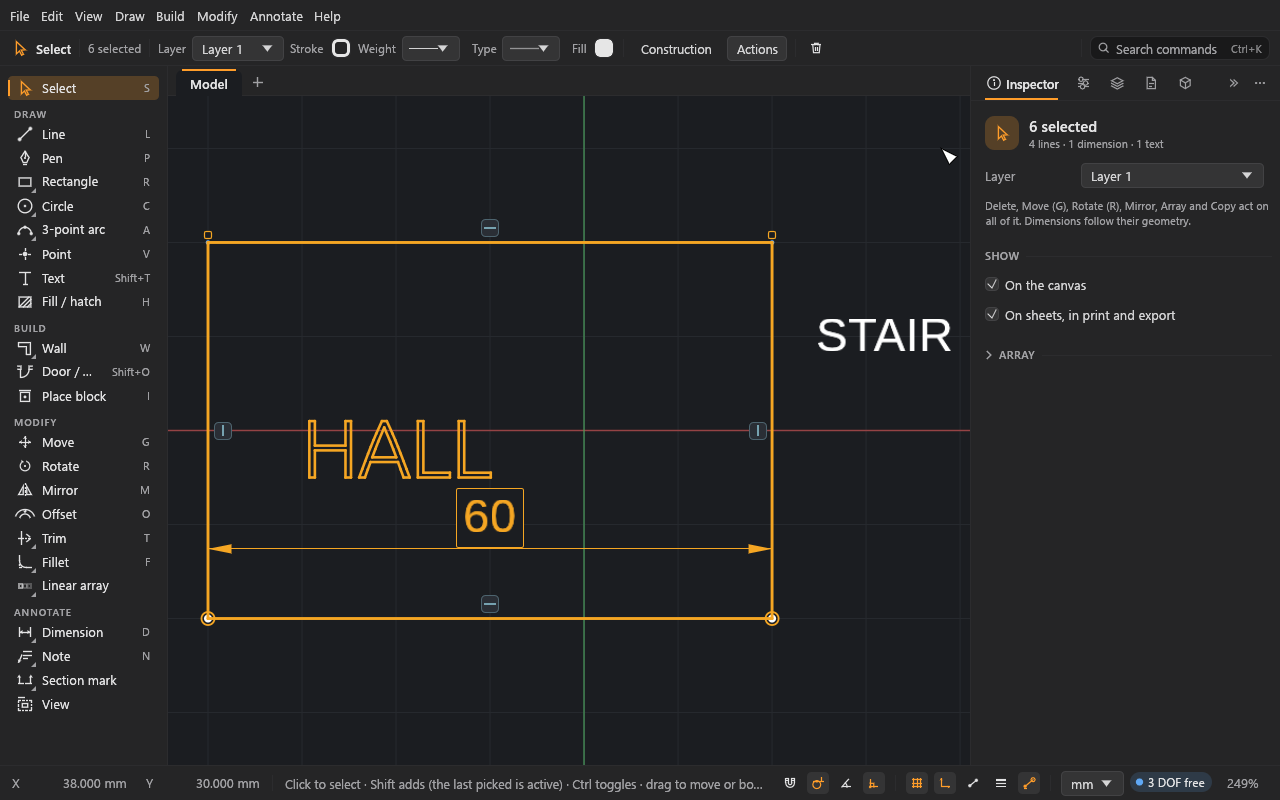 File Edit View Draw Build Modify Annotate Help
Select 6 selected Layer Layer 1 Stroke Weight Type Fill Construction Actions Search commands Ctrl+K
Select S
Model
Inspector
DRAW
Line L
Pen P
Rectangle R
Circle C
3-point arc A
Point V
Text Shift+T
Fill / hatch H
BUILD
Wall W
Door / ... Shift+O
Place block I
MODIFY
Move G
Rotate R
Mirror M
Offset O
Trim T
Fillet F
Linear array
ANNOTATE
Dimension D
Note N
Section mark
View
STAIR
HALL
60
6 selected
4 lines · 1 dimension · 1 text
Layer Layer 1
Delete, Move (G), Rotate (R), Mirror, Array and Copy act on
all of it. Dimensions follow their geometry.
SHOW
On the canvas
On sheets, in print and export
ARRAY
X 38.000 mm Y 30.000 mm Click to select · Shift adds (the last picked is active) · Ctrl toggles · drag to move or bo... mm 3 DOF free 249%